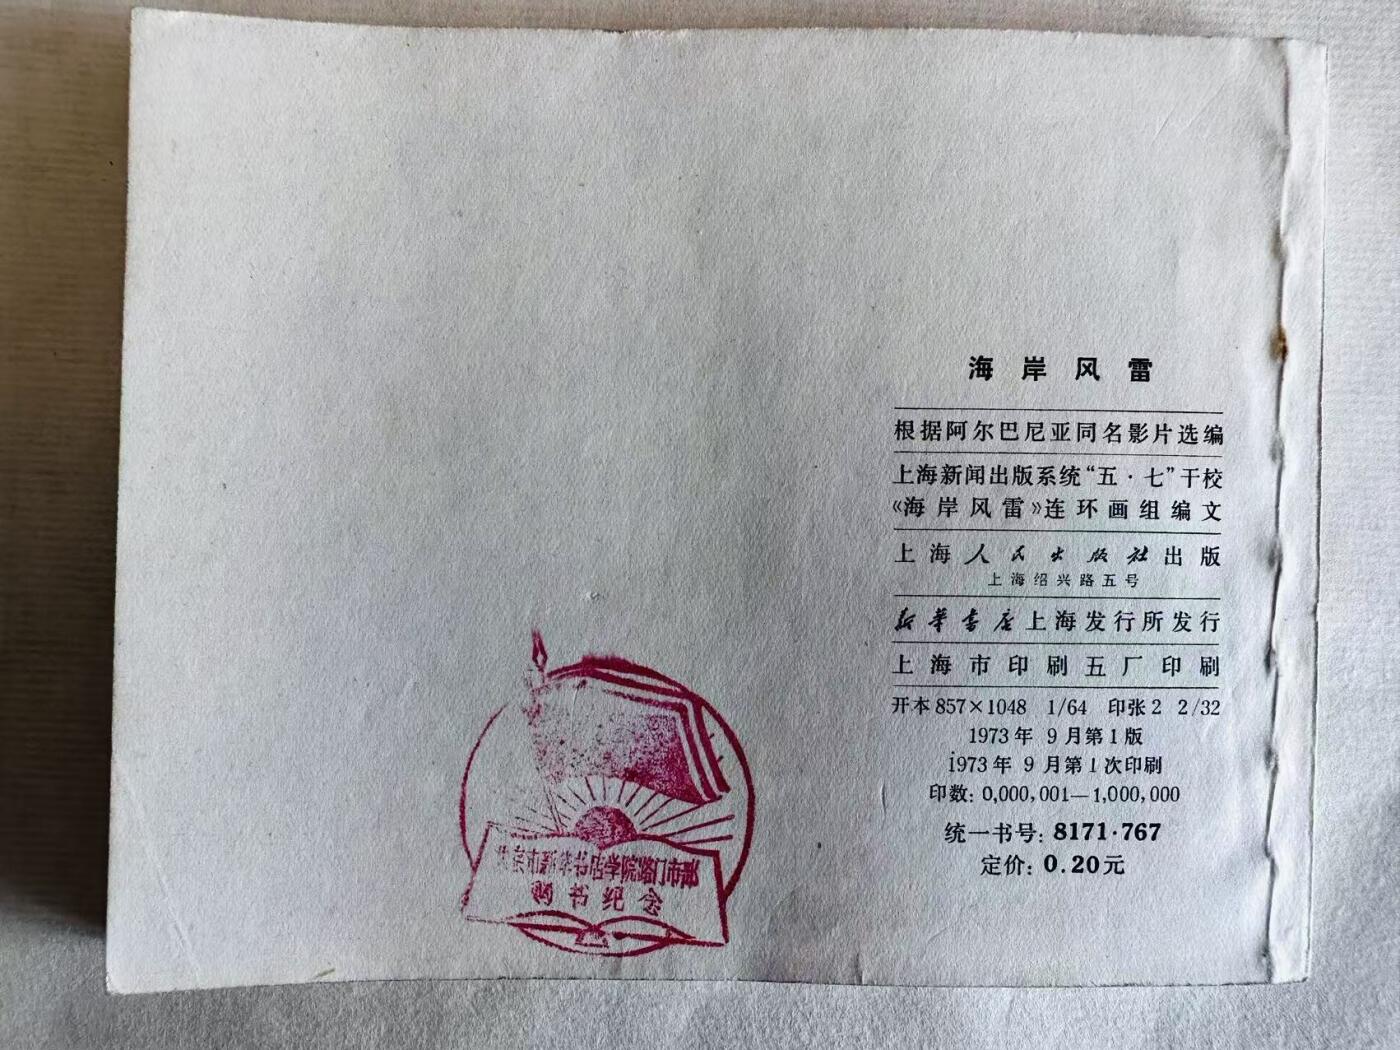 海岸风雷
根据阿尔巴尼亚同名影片选编
上海新闻出版系统“五·七”干校
《海岸风雷》连环画组编文
上海人民出版社出版
上海绍兴路五号
新华书店上海发行所发行
上海市印刷五厂印刷
开本 857×1048 1/64 印张 2 2/32
1973年 9月第1版
1973年 9月第1次印刷
印数: 0,000,001—1,000,000
统一书号: 8171·767
定价: 0.20元
京市新华书店学院路门市部
购书纪念